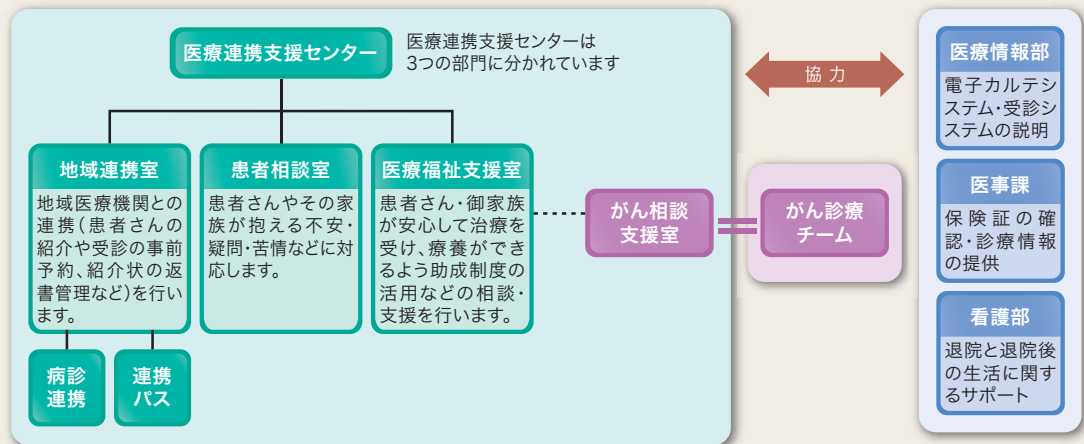 医療連携支援センター
医療連携支援センターは
3つの部門に分かれています
地域連携室
地域医療機関との
連携(患者さんの
紹介や受診の事前
予約、紹介状の返
書管理など)を行い
ます。
病診
連携
連携
パス
患者相談室
患者さんやその家
族が抱える不安・
疑問・苦情などに対
応します。
医療福祉支援室
患者さん・御家族
が安心して治療を
受け、療養ができ
るよう助成制度の
活用などの相談・
支援を行います。
がん相談
支援室
がん診療
チーム
協力
医療情報部
電子カルテシ
ステム・受診シ
ステムの説明
医事課
保険証の確
認・診療情報
の提供
看護部
退院と退院後
の生活に関す
るサポート